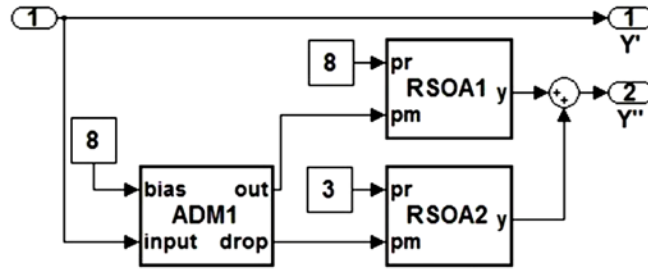 1
1
Y'
8
pr
RSOA1
y
pm
+
+
2
Y''
8
bias
out
ADM1
input
drop
3
pr
RSOA2
y
pm